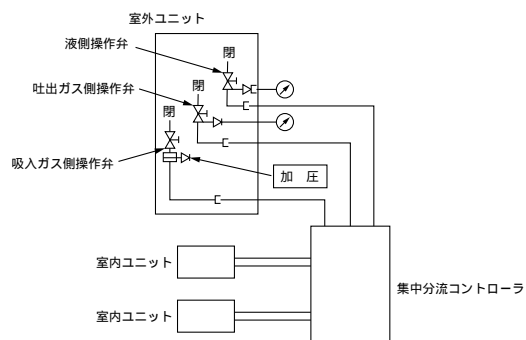 室外ユニット
液側操作弁
閉
吐出ガス側操作弁
閉
閉
吸入ガス側操作弁
加 圧
室内ユニット
集中分流コントローラ
室内ユニット